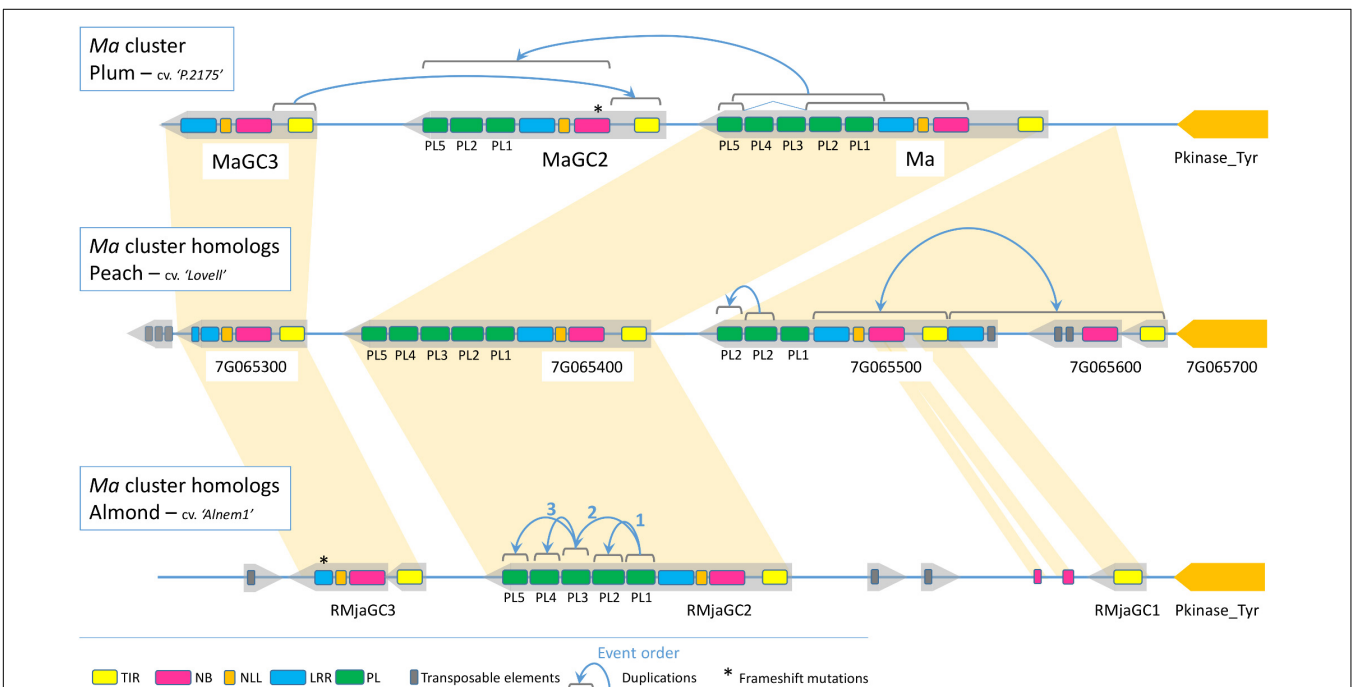 Ma cluster
Plum – cv. ‘P.2175’
*
PL5 PL2 PL1 PL5 PL4 PL3 PL2 PL1
MaGC3 MaGC2 Ma Pkinase_Tyr
Ma cluster homologs
Peach – cv. ‘Lovell’
PL5 PL4 PL3 PL2 PL1 PL2 PL2 PL1
7G065300 7G065400 7G065500 7G065600 7G065700
Ma cluster homologs
Almond – cv. ‘Alnem1’
3 2 1
*
PL5 PL4 PL3 PL2 PL1
RMjaGC3 RMjaGC2 RMjaGC1 Pkinase_Tyr
Event order
TIR NB NLL LRR PL Transposable elements Duplications * Frameshift mutations